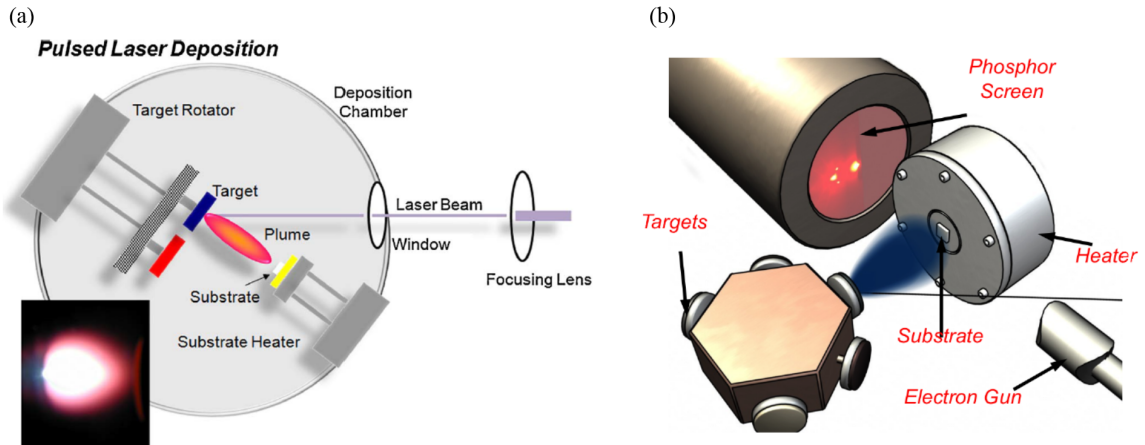 (a)
Pulsed Laser Deposition
Deposition
Chamber
Target Rotator
Target
Laser Beam
Plume
Window
Focusing Lens
Substrate
Substrate Heater
(b)
Phosphor
Screen
Targets
Heater
Substrate
Electron Gun